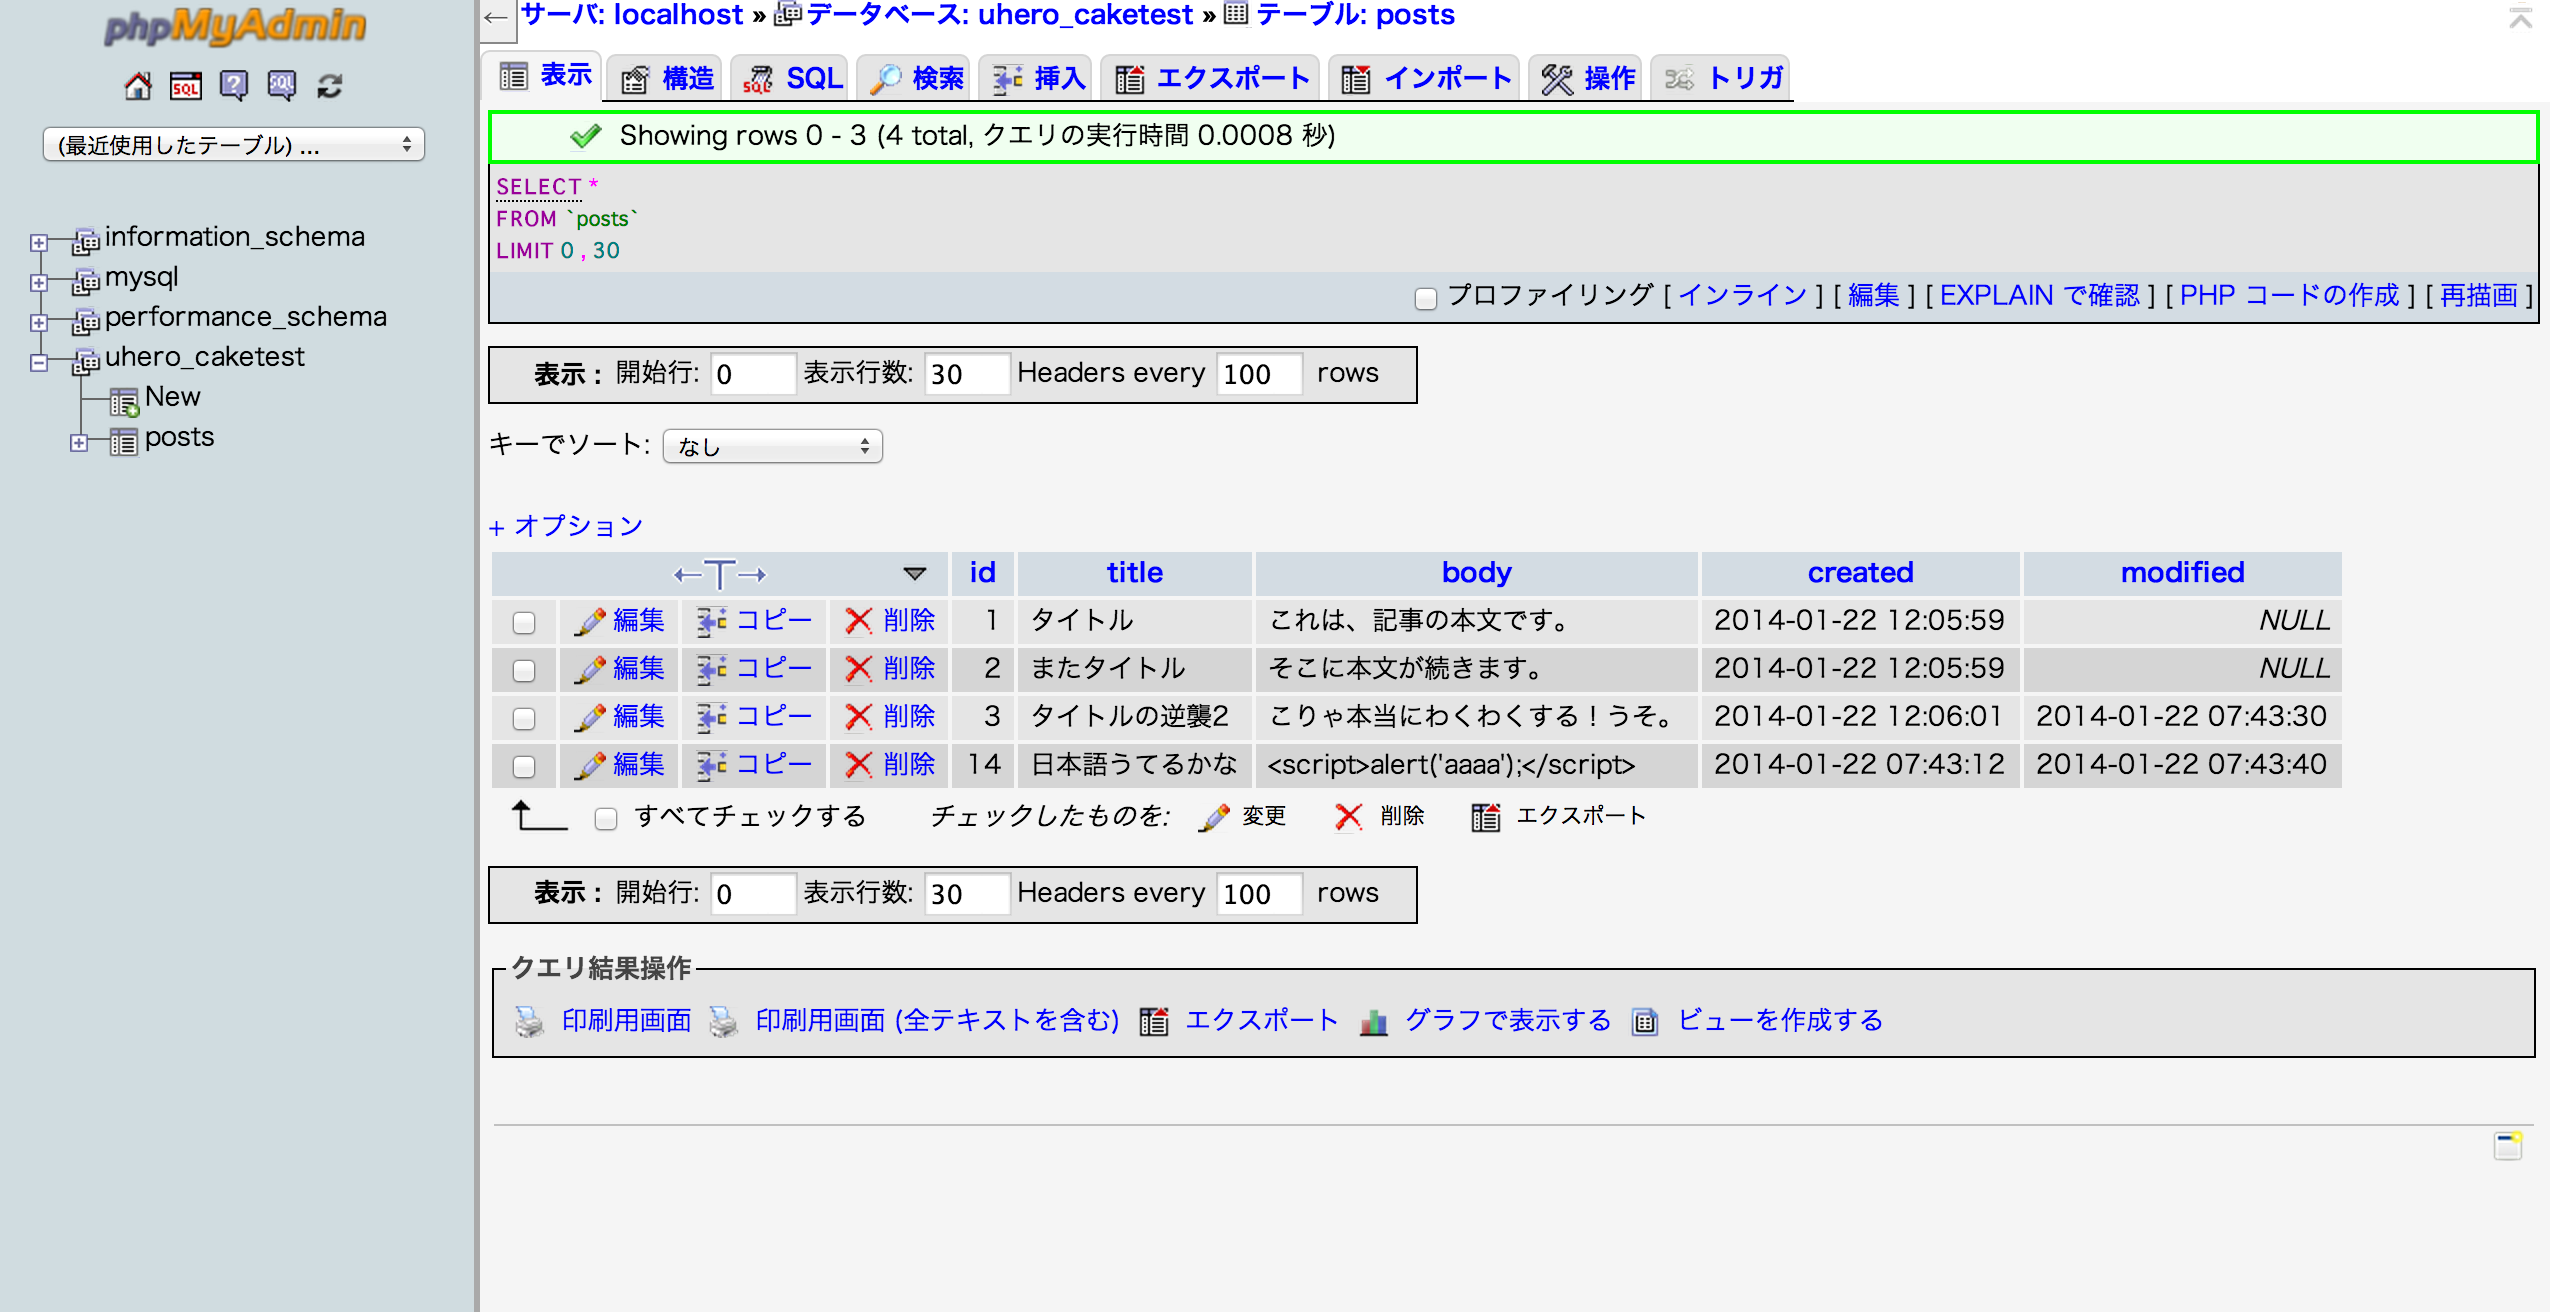 phpMyAdmin
(最近使用したテーブル) ...
information_schema
mysql
performance_schema
uhero_caketest
New
posts
← サーバ: localhost » データベース: uhero_caketest » テーブル: posts
表示 構造 SQL 検索 挿入 エクスポート インポート 操作 トリガ
Showing rows 0 - 3 (4 total, クエリの実行時間 0.0008 秒)
SELECT *
FROM `posts`
LIMIT 0 , 30
プロファイリング [ インライン ] [ 編集 ] [ EXPLAIN で確認 ] [ PHP コードの作成 ] [ 再描画 ]
表示 : 開始行: 0 表示行数: 30 Headers every 100 rows
キーでソート: なし
+ オプション
←T→ id title body created modified
編集 コピー 削除 1 タイトル これは、記事の本文です。 2014-01-22 12:05:59 NULL
編集 コピー 削除 2 またタイトル そこに本文が続きます。 2014-01-22 12:05:59 NULL
編集 コピー 削除 3 タイトルの逆襲2 こりゃ本当にわくわくする！うそ。 2014-01-22 12:06:01 2014-01-22 07:43:30
編集 コピー 削除 14 日本語うてるかな <script>alert('aaaa');</script> 2014-01-22 07:43:12 2014-01-22 07:43:40
すべてチェックする チェックしたものを: 変更 削除 エクスポート
表示 : 開始行: 0 表示行数: 30 Headers every 100 rows
クエリ結果操作
印刷用画面 印刷用画面 (全テキストを含む) エクスポート グラフで表示する ビューを作成する